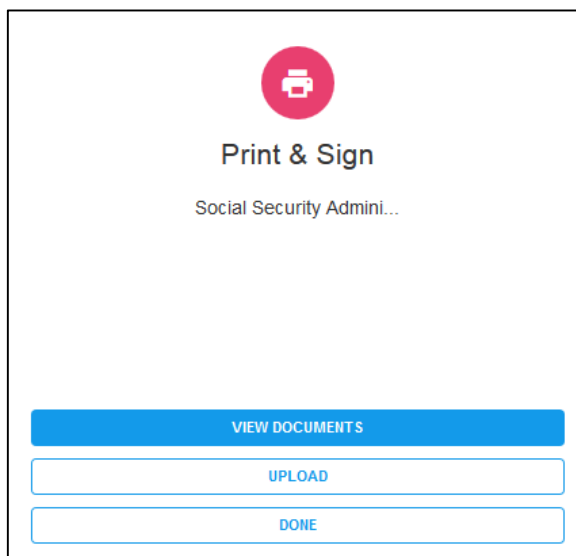 Print & Sign
Social Security Admini...
VIEW DOCUMENTS
UPLOAD
DONE